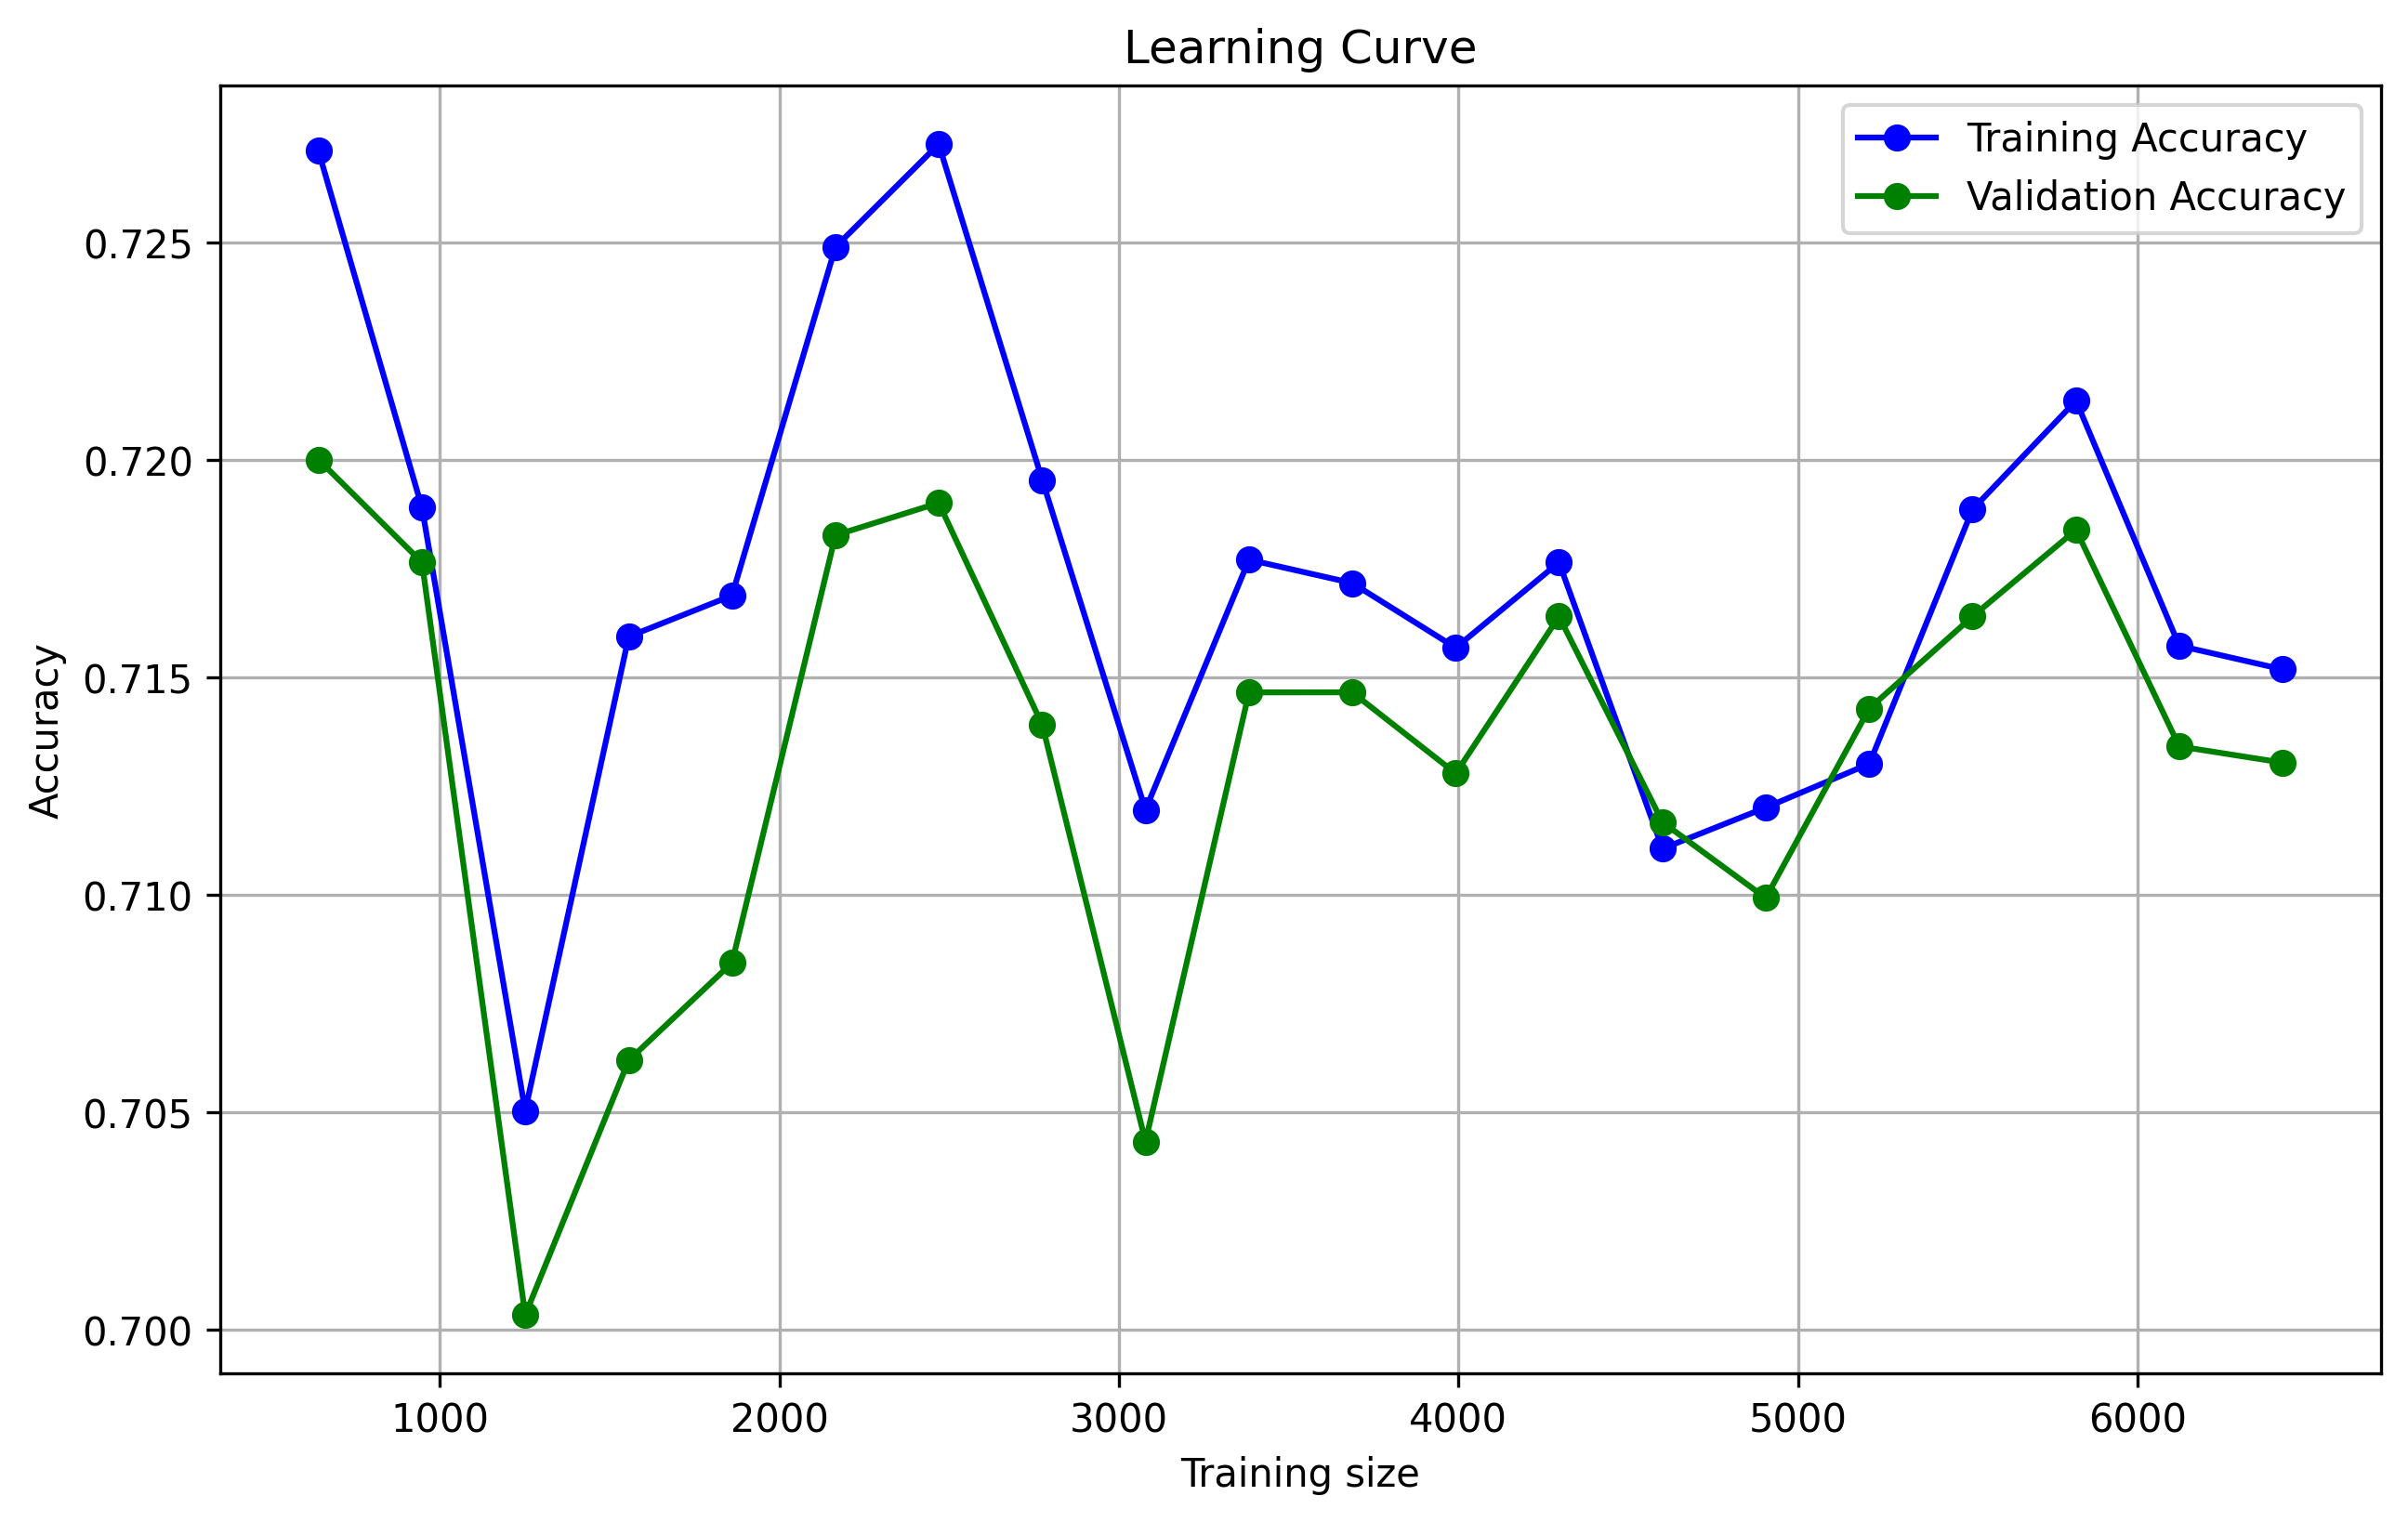 Learning Curve
Training Accuracy
Validation Accuracy
0.725
0.720
0.715
0.710
0.705
0.700
Accuracy
1000 2000 3000 4000 5000 6000
Training size